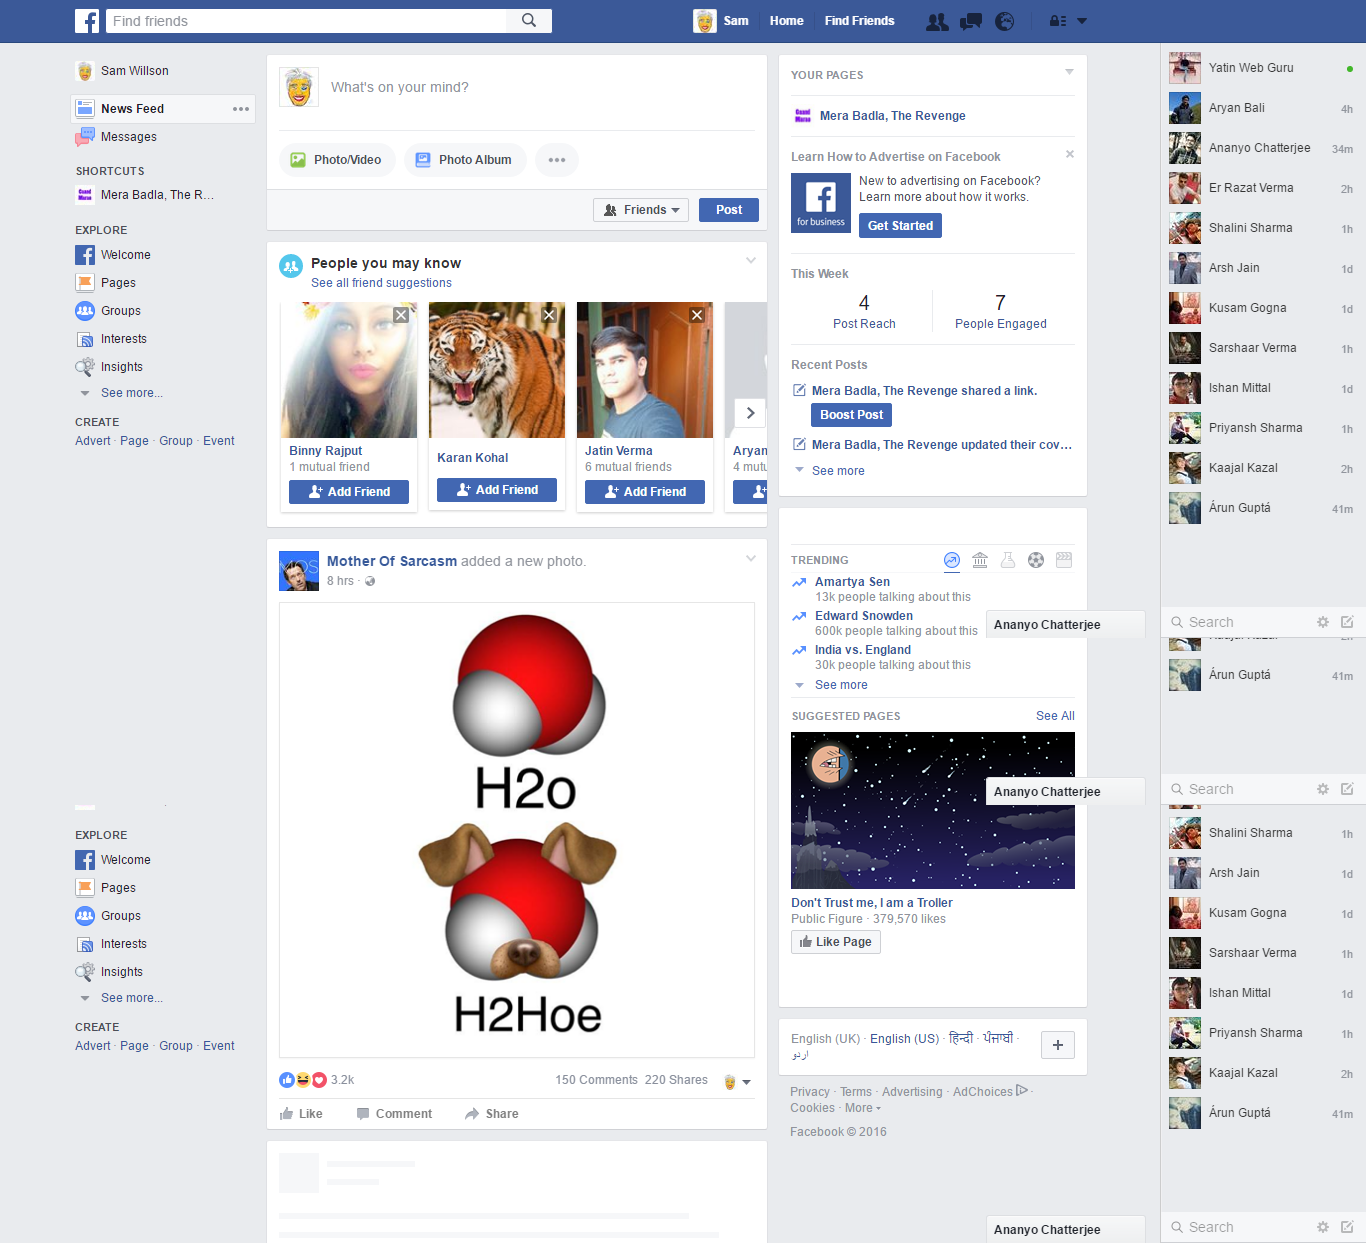 Find friends
Sam
Home
Find Friends
Sam Willson
News Feed
Messages
SHORTCUTS
Mera Badla, The R...
EXPLORE
Welcome
Pages
Groups
Interests
Insights
See more...
CREATE
Advert · Page · Group · Event
EXPLORE
Welcome
Pages
Groups
Interests
Insights
See more...
CREATE
Advert · Page · Group · Event
What's on your mind?
Photo/Video
Photo Album
Friends
Post
People you may know
See all friend suggestions
Binny Rajput
1 mutual friend
Add Friend
Karan Kohal
Add Friend
Jatin Verma
6 mutual friends
Add Friend
Aryan
4 mutu
Mother Of Sarcasm added a new photo.
8 hrs ·
MOS
H2o
H2Hoe
3.2k
150 Comments 220 Shares
Like
Comment
Share
YOUR PAGES
Mera Badla, The Revenge
Learn How to Advertise on Facebook
for business
New to advertising on Facebook?
Learn more about how it works.
Get Started
This Week
4
Post Reach
7
People Engaged
Recent Posts
Mera Badla, The Revenge shared a link.
Boost Post
Mera Badla, The Revenge updated their cov...
See more
TRENDING
Amartya Sen
13k people talking about this
Edward Snowden
600k people talking about this
India vs. England
30k people talking about this
See more
SUGGESTED PAGES
See All
Don't Trust me, I am a Troller
Public Figure · 379,570 likes
Like Page
English (UK) · English (US) · हिन्दी · ਪੰਜਾਬੀ ·
اردو
Privacy · Terms · Advertising · AdChoices ·
Cookies · More
Facebook © 2016
Ananyo Chatterjee
Ananyo Chatterjee
Ananyo Chatterjee
Yatin Web Guru
Aryan Bali 4h
Ananyo Chatterjee 34m
Er Razat Verma 2h
Shalini Sharma 1h
Arsh Jain 1d
Kusam Gogna 1d
Sarshaar Verma 1h
Ishan Mittal 1d
Priyansh Sharma 1h
Kaajal Kazal 2h
Árun Guptá 41m
Search
Árun Guptá 41m
Search
Shalini Sharma 1h
Arsh Jain 1d
Kusam Gogna 1d
Sarshaar Verma 1h
Ishan Mittal 1d
Priyansh Sharma 1h
Kaajal Kazal 2h
Árun Guptá 41m
Search